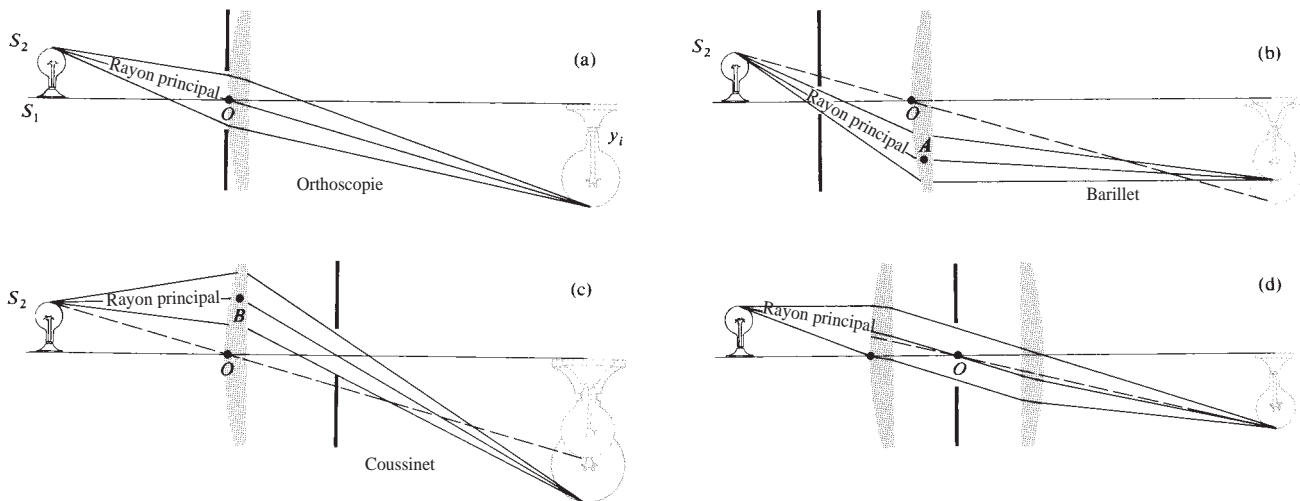 (a)
S₂
Rayon principal
S₁
O
yᵢ
Orthoscopie
(b)
S₂
Rayon principal
O
A
Barillet
(c)
S₂
Rayon principal
B
O
Coussinet
(d)
Rayon principal
O